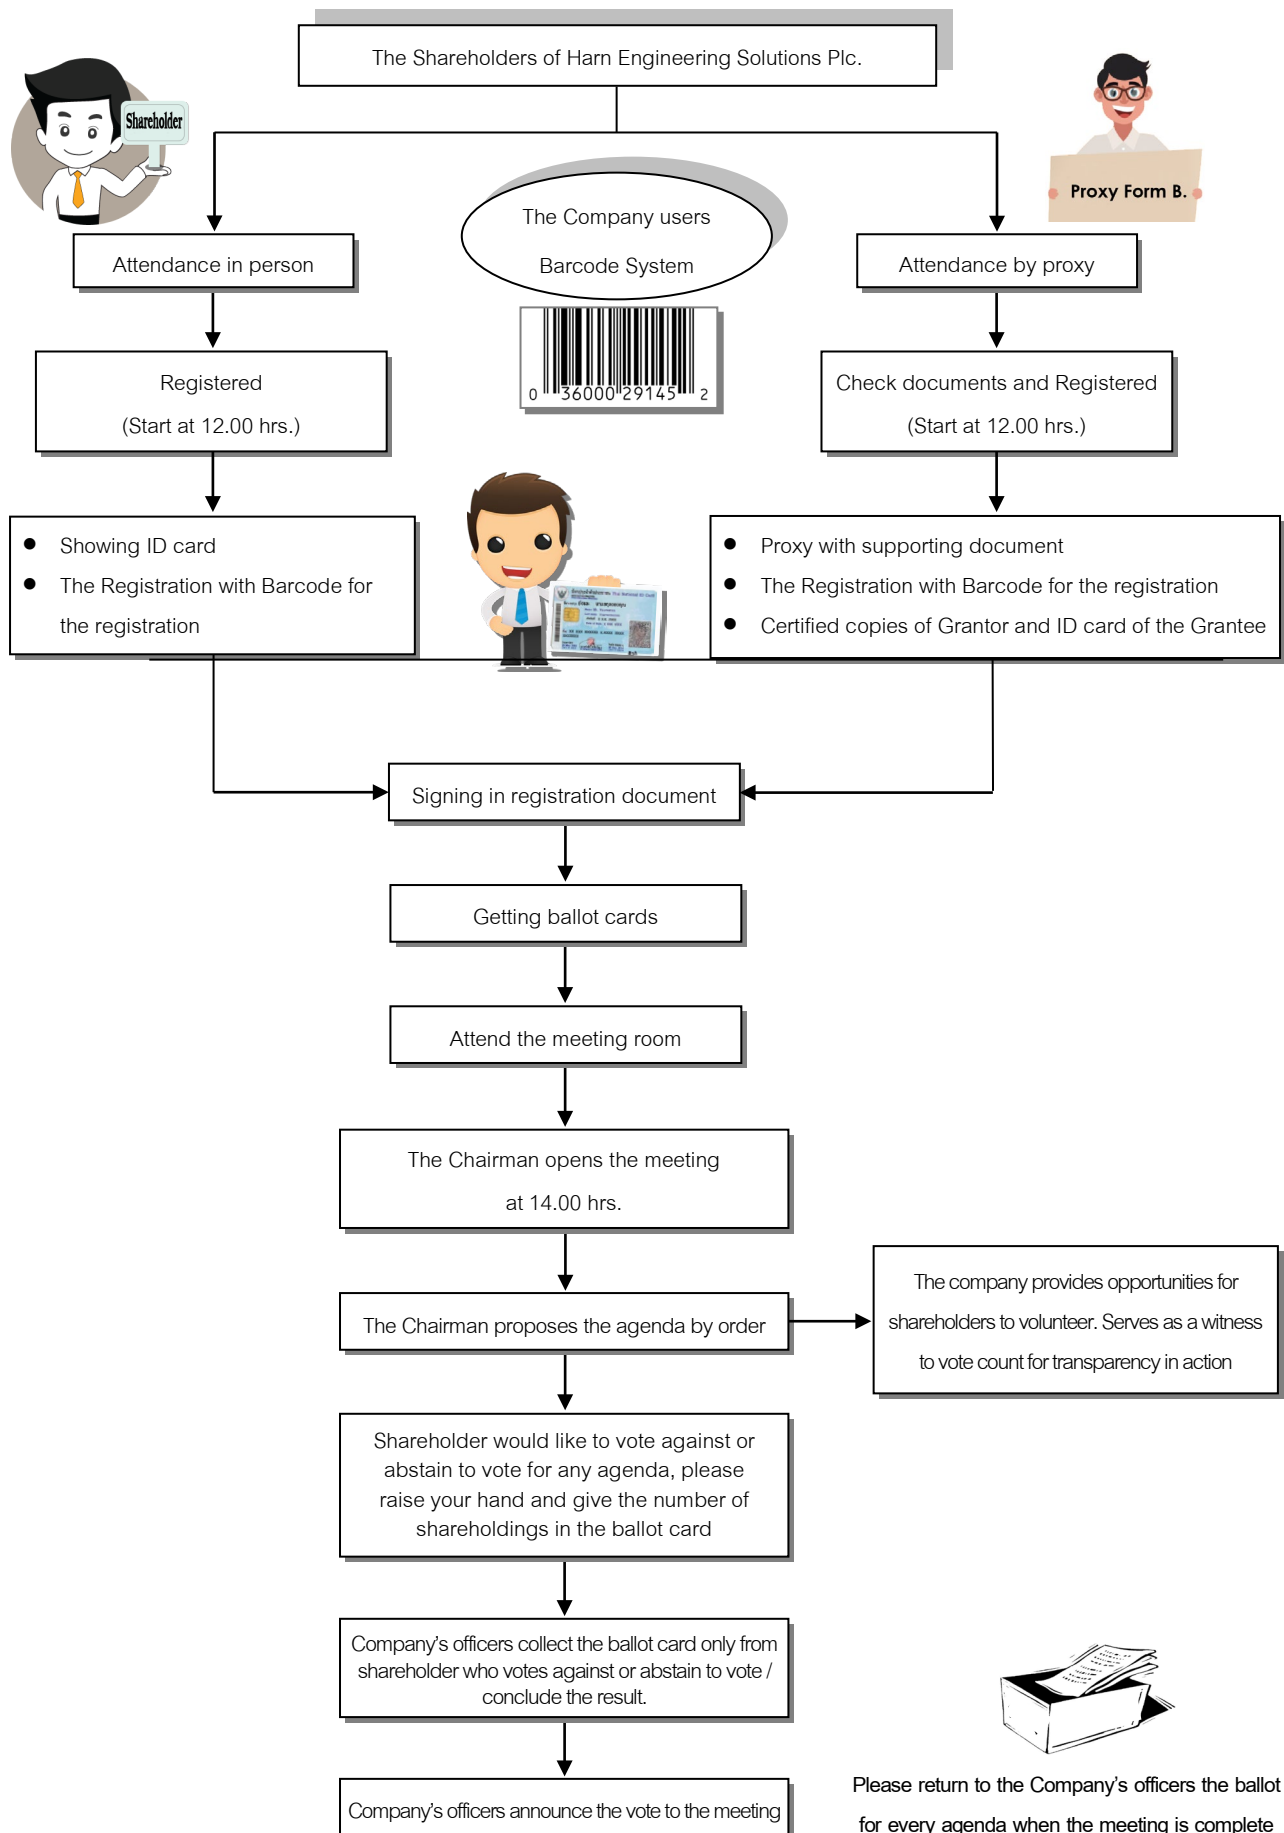 The Shareholders of Harn Engineering Solutions Plc.
Shareholder
Proxy Form B.
The Company users
Barcode System
Attendance in person
Attendance by proxy
0 36000 29145 2
Registered
(Start at 12.00 hrs.)
Check documents and Registered
(Start at 12.00 hrs.)
● Showing ID card
● The Registration with Barcode for
the registration
● Proxy with supporting document
● The Registration with Barcode for the registration
● Certified copies of Grantor and ID card of the Grantee
Signing in registration document
Getting ballot cards
Attend the meeting room
The Chairman opens the meeting
at 14.00 hrs.
The Chairman proposes the agenda by order
The company provides opportunities for
shareholders to volunteer. Serves as a witness
to vote count for transparency in action
Shareholder would like to vote against or
abstain to vote for any agenda, please
raise your hand and give the number of
shareholdings in the ballot card
Company's officers collect the ballot card only from
shareholder who votes against or abstain to vote /
conclude the result.
Company's officers announce the vote to the meeting
Please return to the Company's officers the ballot
for every agenda when the meeting is complete